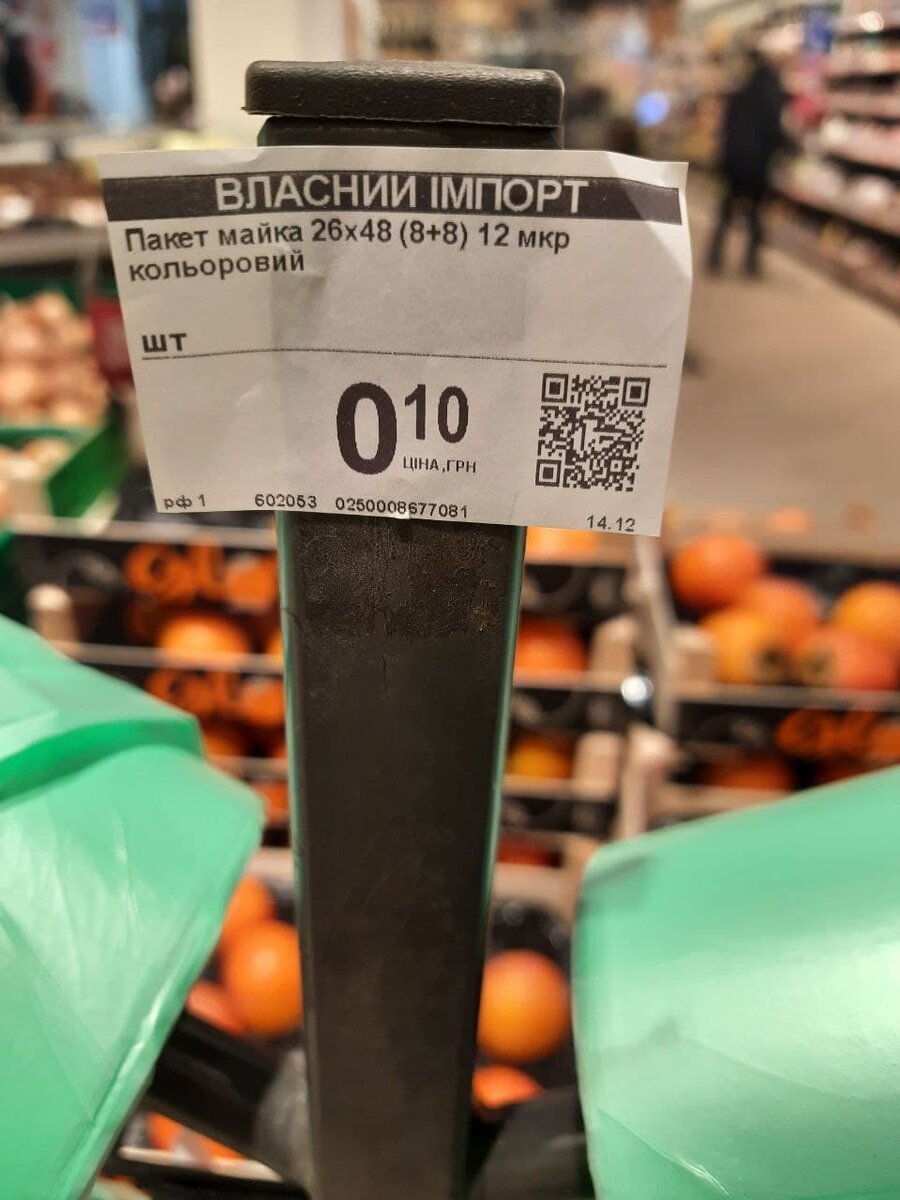 ВЛАСНИЙ ІМПОРТ
Пакет майка 26х48 (8+8) 12 мкр
кольоровий
шт
0 10
ЦІНА,ГРН
рф 1 602053 0250008677081 14.12